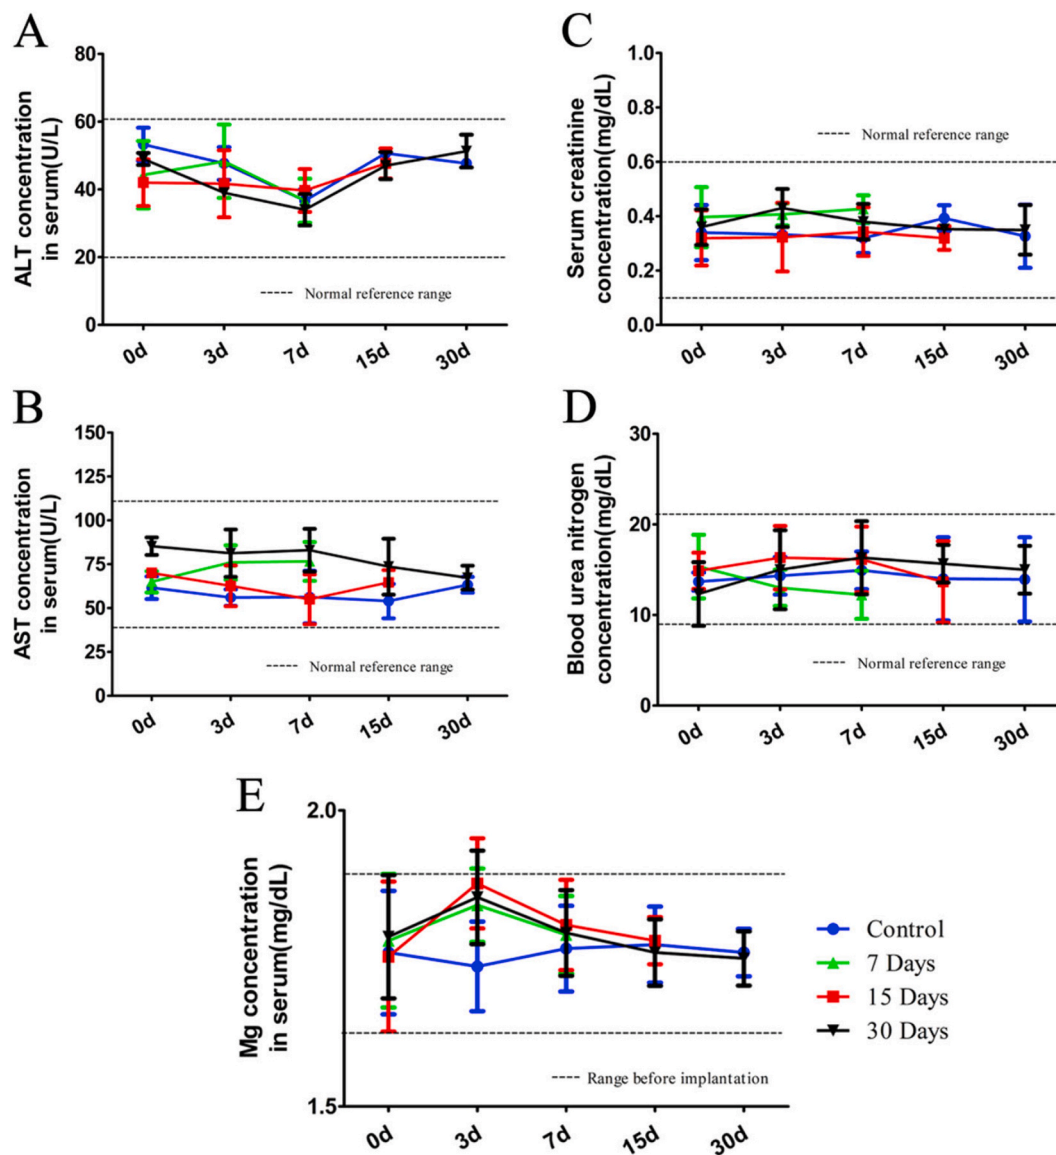 A
ALT concentration
in serum(U/L)
80
60
40
20
0
Normal reference range
0d
3d
7d
15d
30d
C
Serum creatinine
concentration(mg/dL)
1.0
0.8
0.6
0.4
0.2
0.0
Normal reference range
0d
3d
7d
15d
30d
B
AST concentration
in serum(U/L)
150
125
100
75
50
25
0
Normal reference range
0d
3d
7d
15d
30d
D
Blood urea nitrogen
concentration(mg/dL)
30
20
10
0
Normal reference range
0d
3d
7d
15d
30d
E
Mg concentration
in serum(mg/dL)
2.0
1.5
Range before implantation
0d
3d
7d
15d
30d
Control
7 Days
15 Days
30 Days